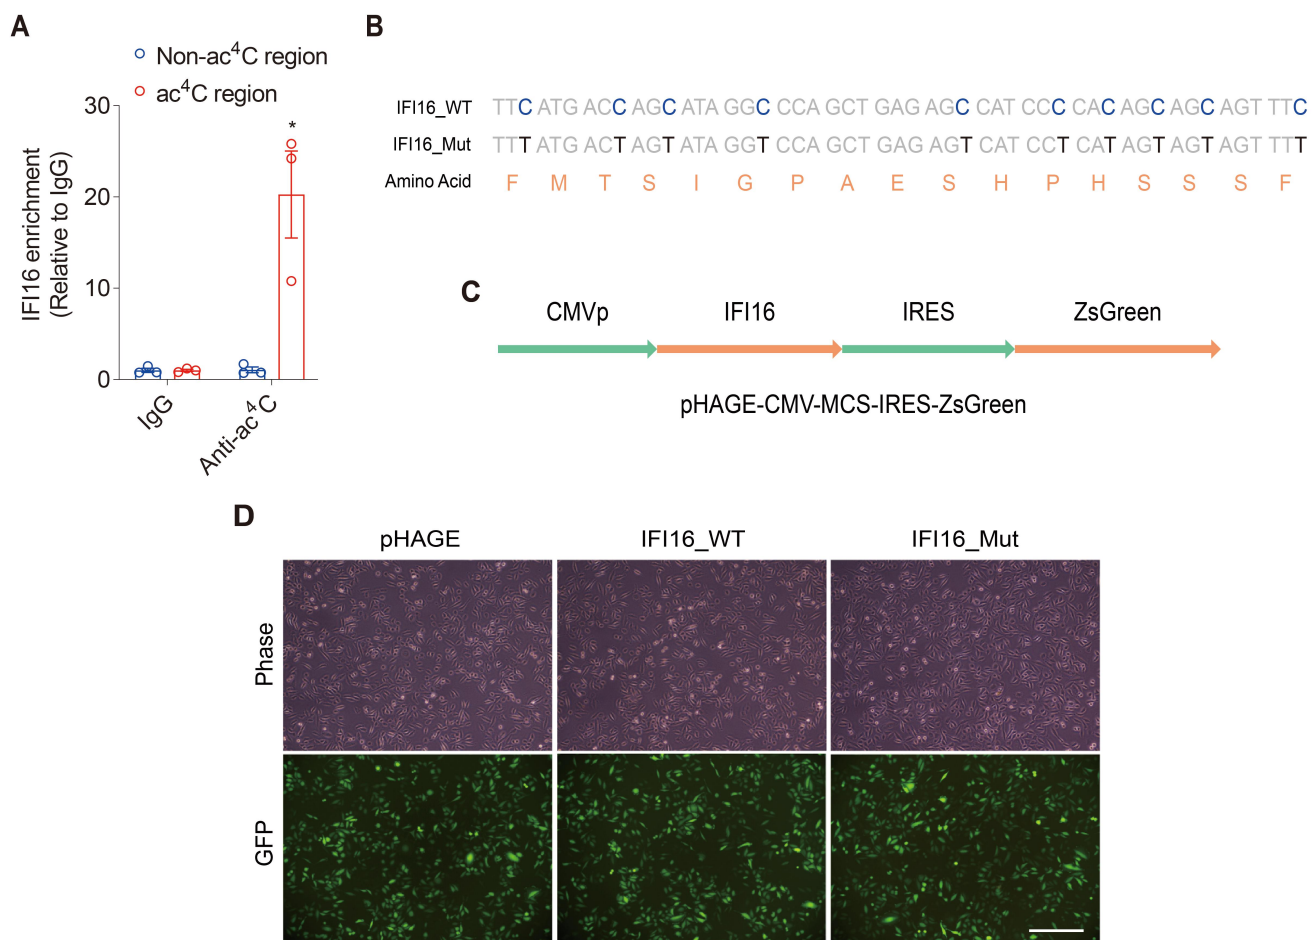 A
Non-ac⁴C region
ac⁴C region
IFI16 enrichment
(Relative to IgG)
30
20
10
0
*
IgG
Anti-ac⁴C
B
IFI16_WT TTC ATG ACC AGC ATA GGC CCA GCT GAG AGC CAT CCC CAC AGC AGC AGT TTC
IFI16_Mut TTT ATG ACT AGT ATA GGT CCA GCT GAG AGT CAT CCT CAT AGT AGT AGT TTT
Amino Acid F M T S I G P A E S H P H S S S F
C
CMVp IFI16 IRES ZsGreen
pHAGE-CMV-MCS-IRES-ZsGreen
D
pHAGE IFI16_WT IFI16_Mut
Phase
GFP